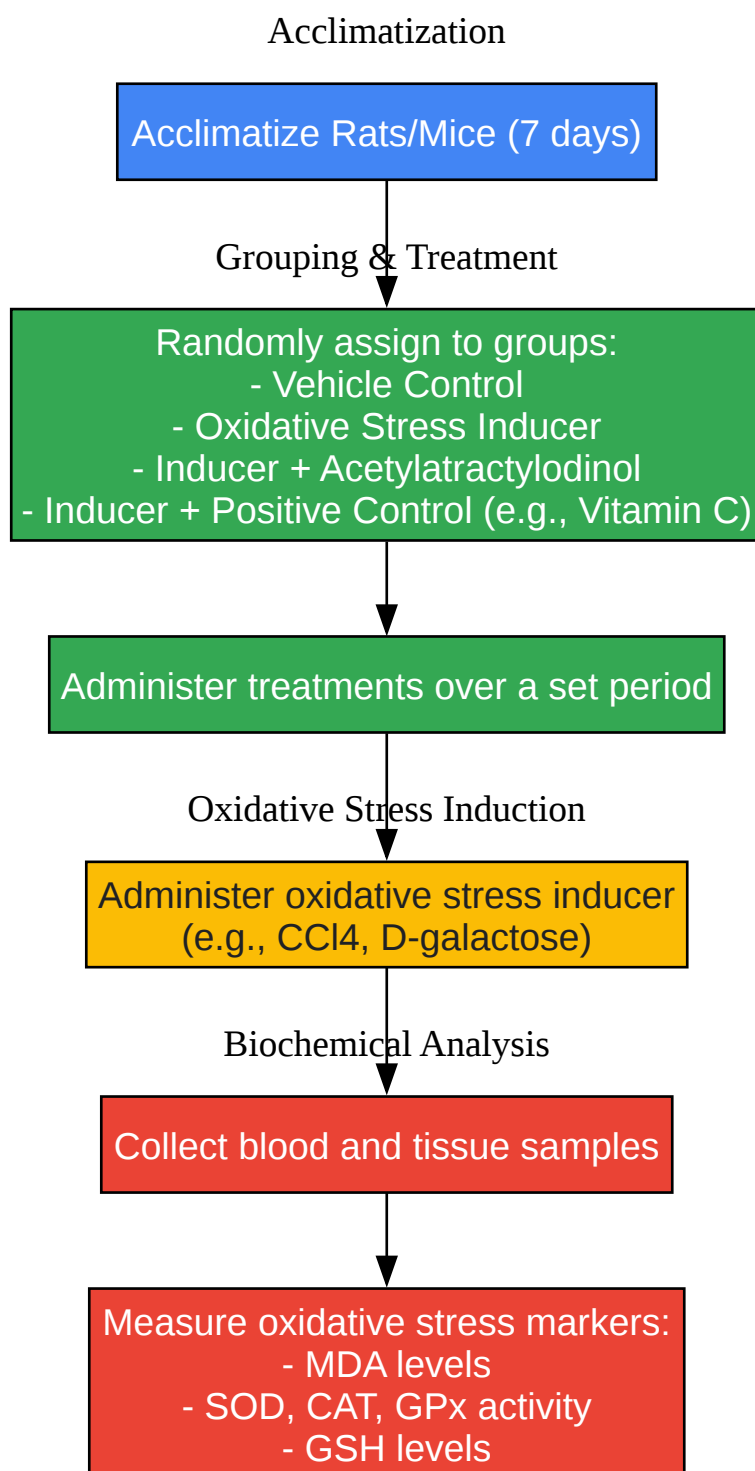 Acclimatization
Acclimatize Rats/Mice (7 days)
Grouping & Treatment
Randomly assign to groups:
- Vehicle Control
- Oxidative Stress Inducer
- Inducer + Acetylatractylodinol
- Inducer + Positive Control (e.g., Vitamin C)
Administer treatments over a set period
Oxidative Stress Induction
Administer oxidative stress inducer
(e.g., CCl4, D-galactose)
Biochemical Analysis
Collect blood and tissue samples
Measure oxidative stress markers:
- MDA levels
- SOD, CAT, GPx activity
- GSH levels